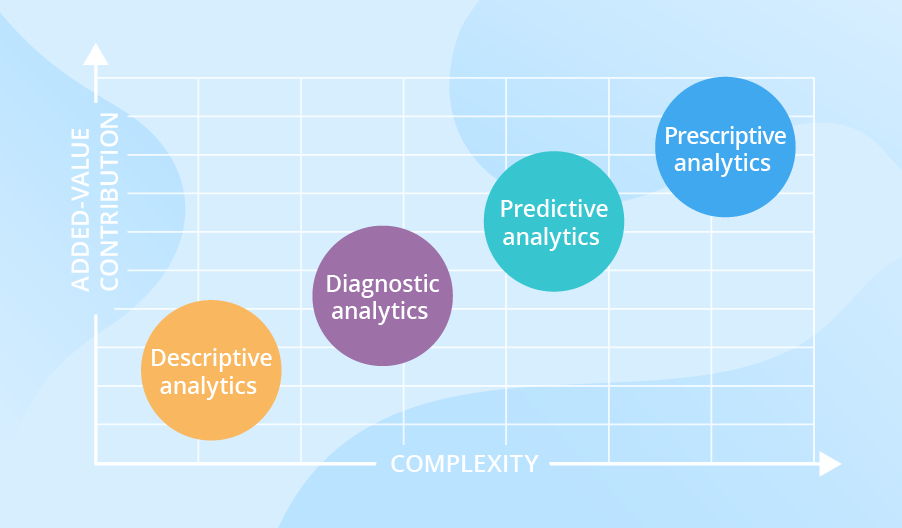 ADDED-VALUE
CONTRIBUTION
Prescriptive
analytics
Predictive
analytics
Diagnostic
analytics
Descriptive
analytics
COMPLEXITY